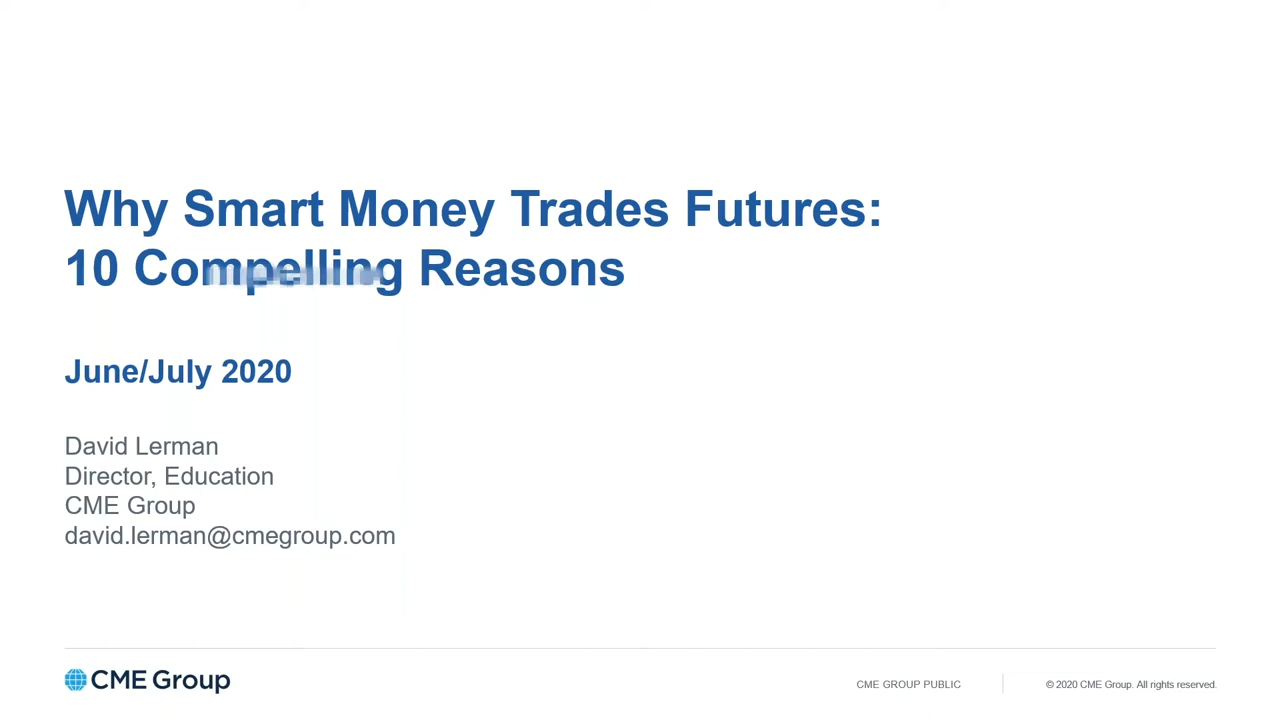 Why Smart Money Trades Futures:
10 Compelling Reasons
June/July 2020
David Lerman
Director, Education
CME Group
david.lerman@cmegroup.com
CME Group
CME GROUP PUBLIC
© 2020 CME Group. All rights reserved.